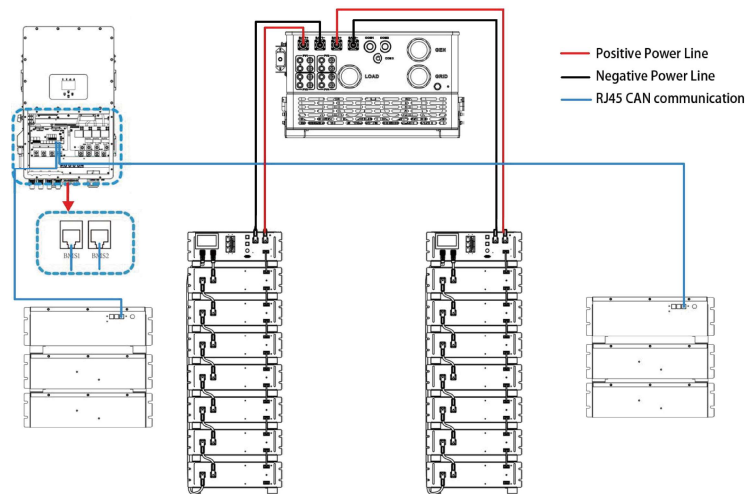 GEN
LOAD
GRID
Positive Power Line
Negative Power Line
RJ45 CAN communication
BMS1 BMS2